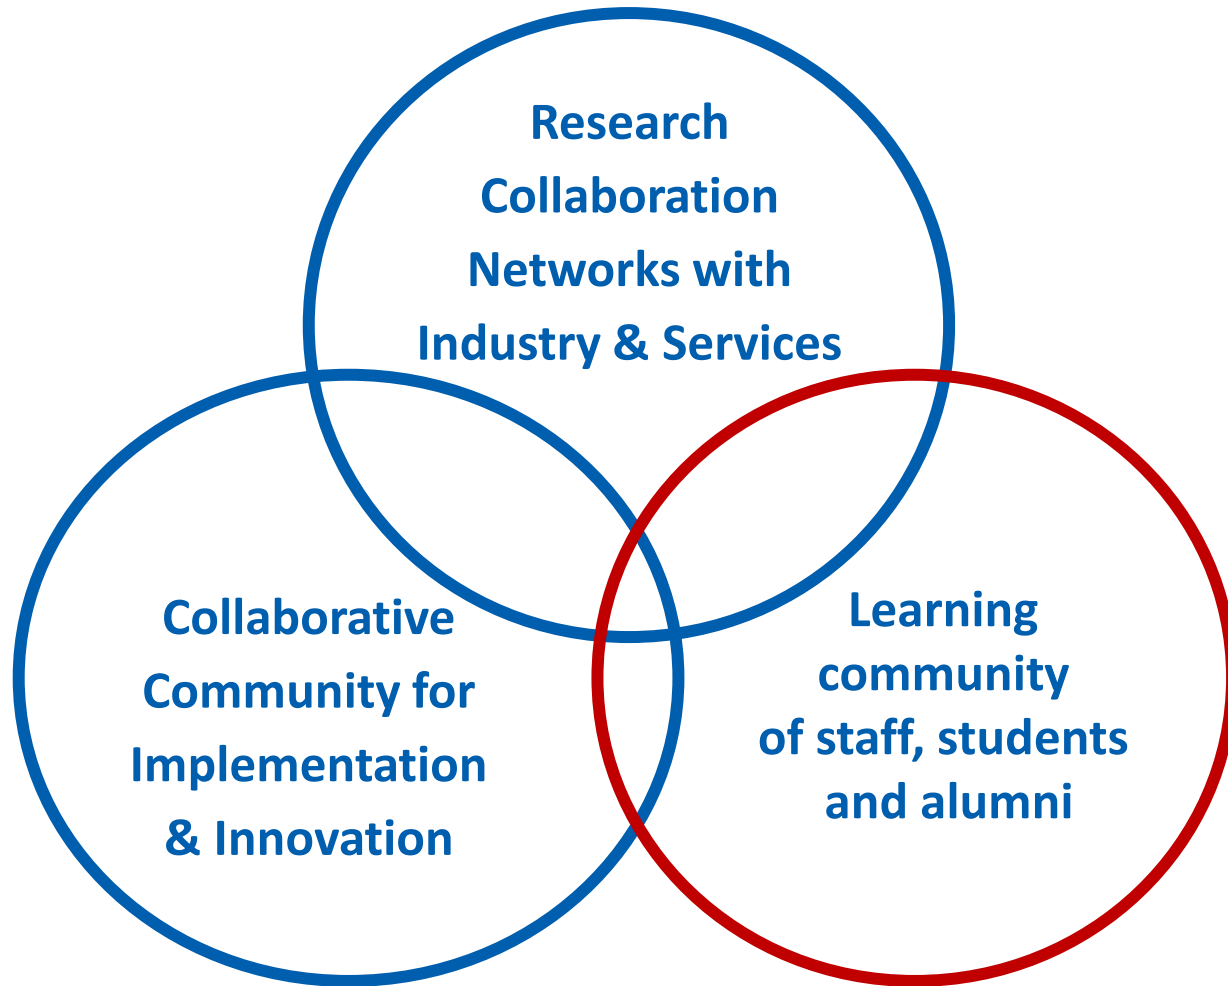 Research
Collaboration
Networks with
Industry & Services
Collaborative
Community for
Implementation
& Innovation
Learning
community
of staff, students
and alumni